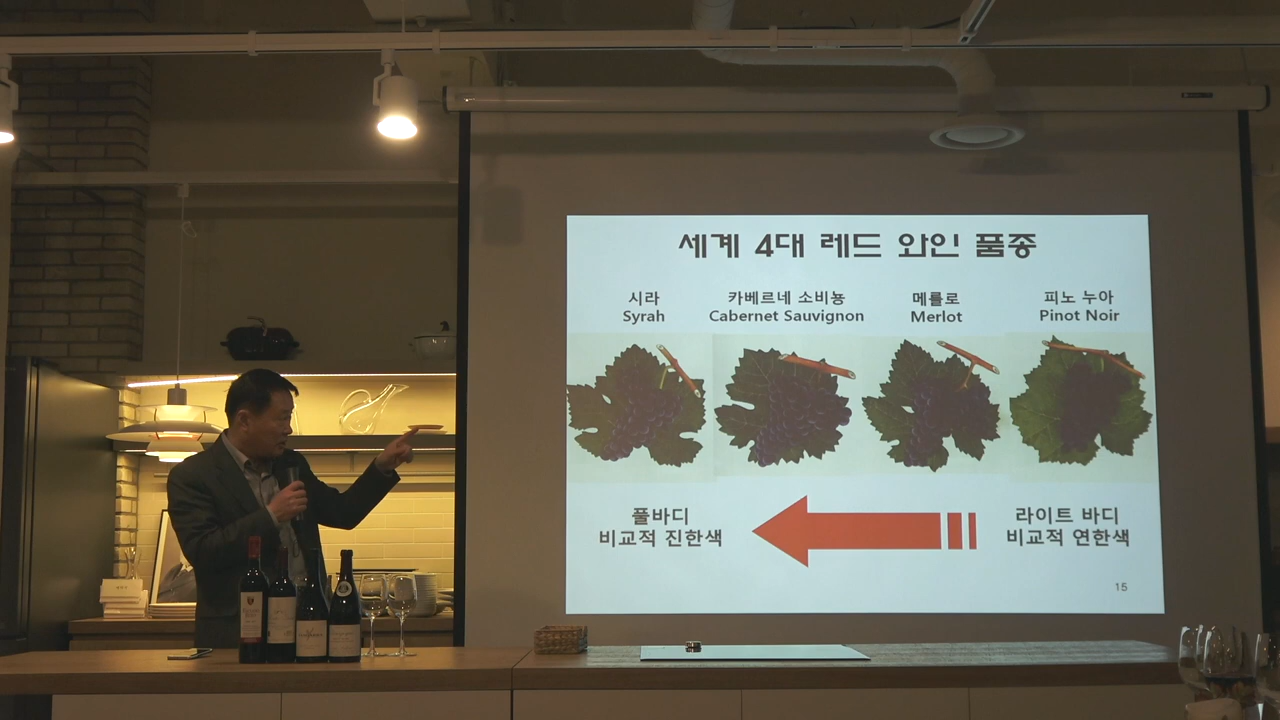 세계 4대 레드 와인 품종
시라
Syrah
카베르네 소비뇽
Cabernet Sauvignon
메를로
Merlot
피노 누아
Pinot Noir
풀바디
비교적 진한색
라이트 바디
비교적 연한색
15